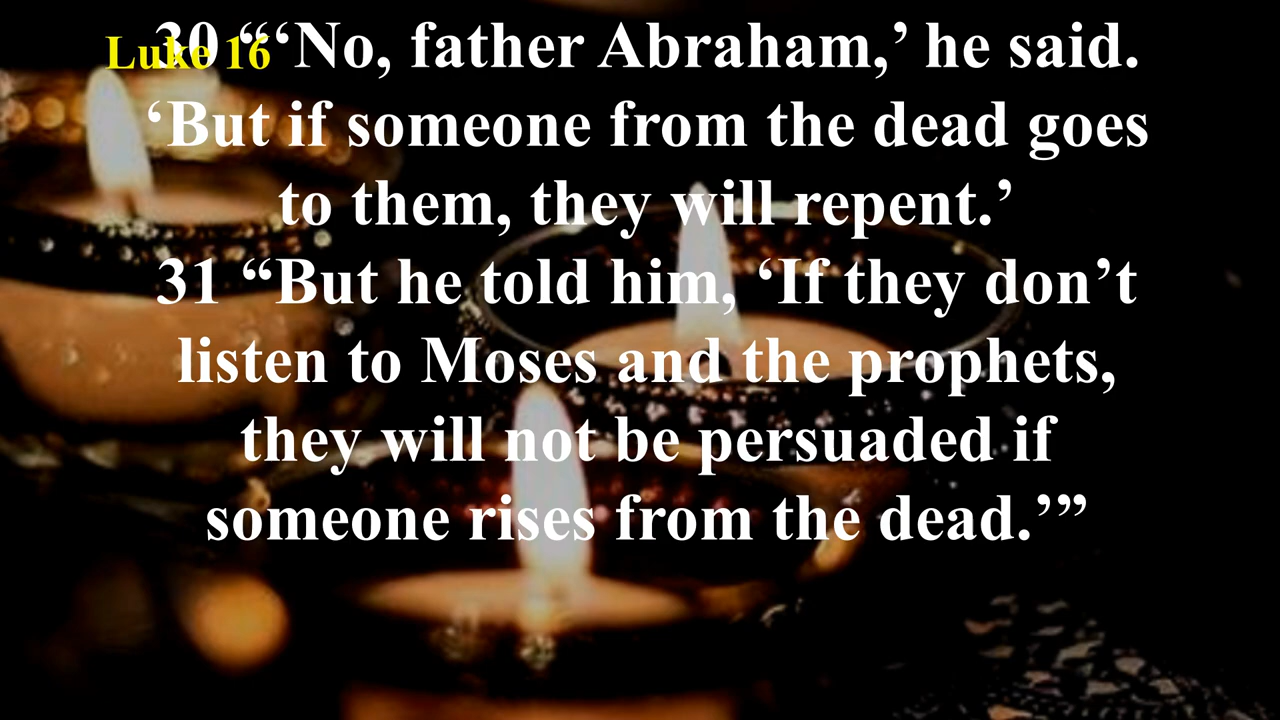 Luke 16
30 “‘No, father Abraham,’ he said.
‘But if someone from the dead goes
to them, they will repent.’
31 “But he told him, ‘If they don’t
listen to Moses and the prophets,
they will not be persuaded if
someone rises from the dead.’”